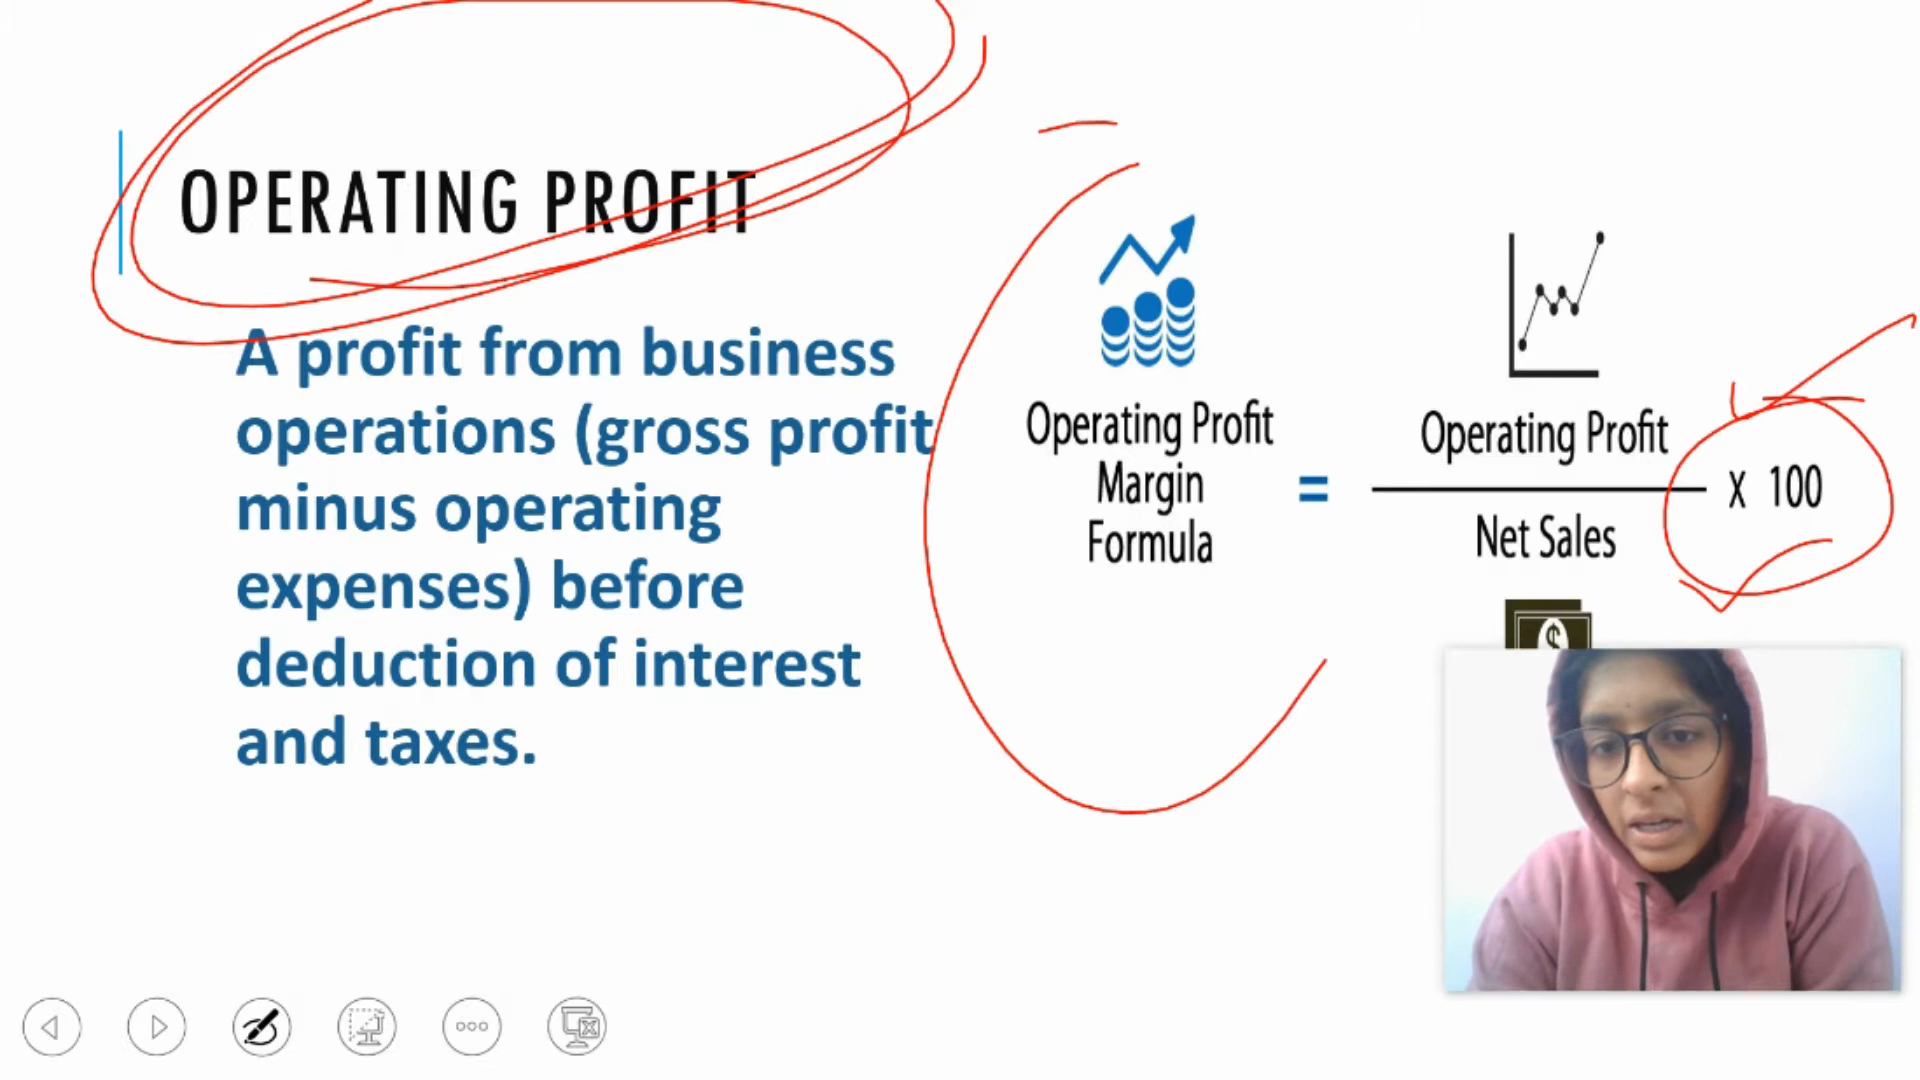 OPERATING PROFIT
A profit from business
operations (gross profit
minus operating
expenses) before
deduction of interest
and taxes.
Operating Profit
Margin
Formula
=
Operating Profit
Net Sales
X 100
$